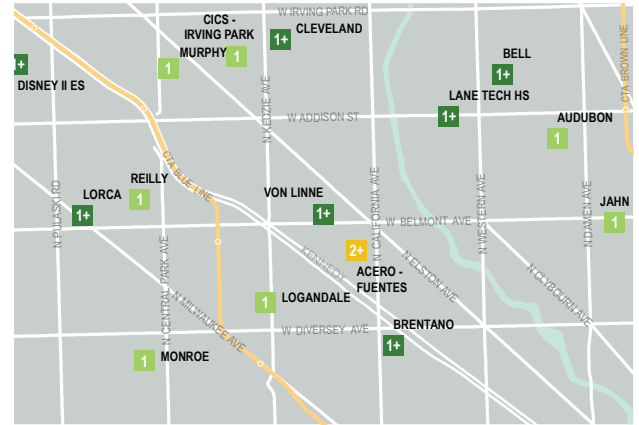 W IRVING PARK RD
CICS -
IRVING PARK
1
MURPHY
1
CLEVELAND
1+
1+
DISNEY II ES
BELL
1+
LANE TECH HS
1+
AUDUBON
1
CTA BROWN LINE
N KEDZIE AVE
W ADDISON ST
CTA BLUE LINE
REILLY
1
LORCA
1+
N PULASKI RD
VON LINNE
1+
N CALIFORNIA AVE
N WESTERN AVE
N DAMEN AVE
JAHN
1
W BELMONT AVE
2+
ACERO -
FUENTES
KENNEDY
N ELSTON AVE
N CLYBOURN AVE
N CENTRAL PARK AVE
N MILWAUKEE AVE
1
LOGANDALE
W DIVERSEY AVE
BRENTANO
1+
1
MONROE